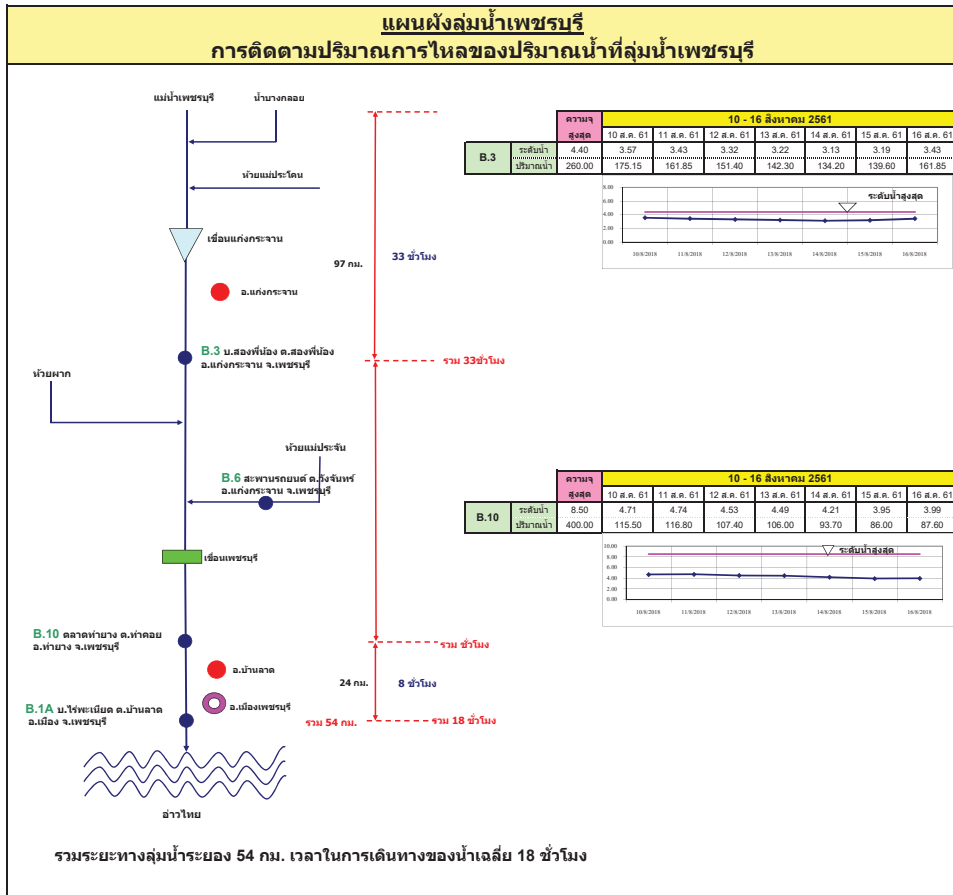 แผนผังลุ่มน้ำเพชรบุรี
การติดตามปริมาณการไหลของปริมาณน้ำที่ลุ่มน้ำเพชรบุรี
แม่น้ำเพชรบุรี
น้ำบางกลอย
ห้วยแม่ประโดน
เขื่อนแก่งกระจาน
97 กม.
33 ชั่วโมง
อ.แก่งกระจาน
B.3 บ.สองพี่น้อง ต.สองพี่น้อง
อ.แก่งกระจาน จ.เพชรบุรี
รวม 33ชั่วโมง
ห้วยผาก
ห้วยแม่ประจัน
B.6 สะพานรถยนต์ ต.วังจันทร์
อ.แก่งกระจาน จ.เพชรบุรี
เขื่อนเพชรบุรี
B.10 ตลาดท่ายาง ต.ท่าคอย
อ.ท่ายาง จ.เพชรบุรี
รวม ชั่วโมง
อ.บ้านลาด
24 กม.
8 ชั่วโมง
อ.เมืองเพชรบุรี
B.1A บ.ไร่พะเนียด ต.บ้านลาด
อ.เมือง จ.เพชรบุรี
รวม 54 กม.
รวม 18 ชั่วโมง
อ่าวไทย
รวมระยะทางลุ่มน้ำระยอง 54 กม. เวลาในการเดินทางของน้ำเฉลี่ย 18 ชั่วโมง
ความจุ 10 - 16 สิงหาคม 2561
สูงสุด 10 ส.ค. 61 11 ส.ค. 61 12 ส.ค. 61 13 ส.ค. 61 14 ส.ค. 61 15 ส.ค. 61 16 ส.ค. 61
B.3
ระดับน้ำ 4.40 3.57 3.43 3.32 3.22 3.13 3.19 3.43
ปริมาณน้ำ 260.00 175.15 161.85 151.40 142.30 134.20 139.60 161.85
8.00
6.00
4.00
2.00
0.00
ระดับน้ำสูงสุด
10/8/2018 11/8/2018 12/8/2018 13/8/2018 14/8/2018 15/8/2018 16/8/2018
ความจุ 10 - 16 สิงหาคม 2561
สูงสุด 10 ส.ค. 61 11 ส.ค. 61 12 ส.ค. 61 13 ส.ค. 61 14 ส.ค. 61 15 ส.ค. 61 16 ส.ค. 61
B.10
ระดับน้ำ 8.50 4.71 4.74 4.53 4.49 4.21 3.95 3.99
ปริมาณน้ำ 400.00 115.50 116.80 107.40 106.00 93.70 86.00 87.60
10.00
8.00
6.00
4.00
2.00
0.00
ระดับน้ำสูงสุด
10/8/2018 11/8/2018 12/8/2018 13/8/2018 14/8/2018 15/8/2018 16/8/2018